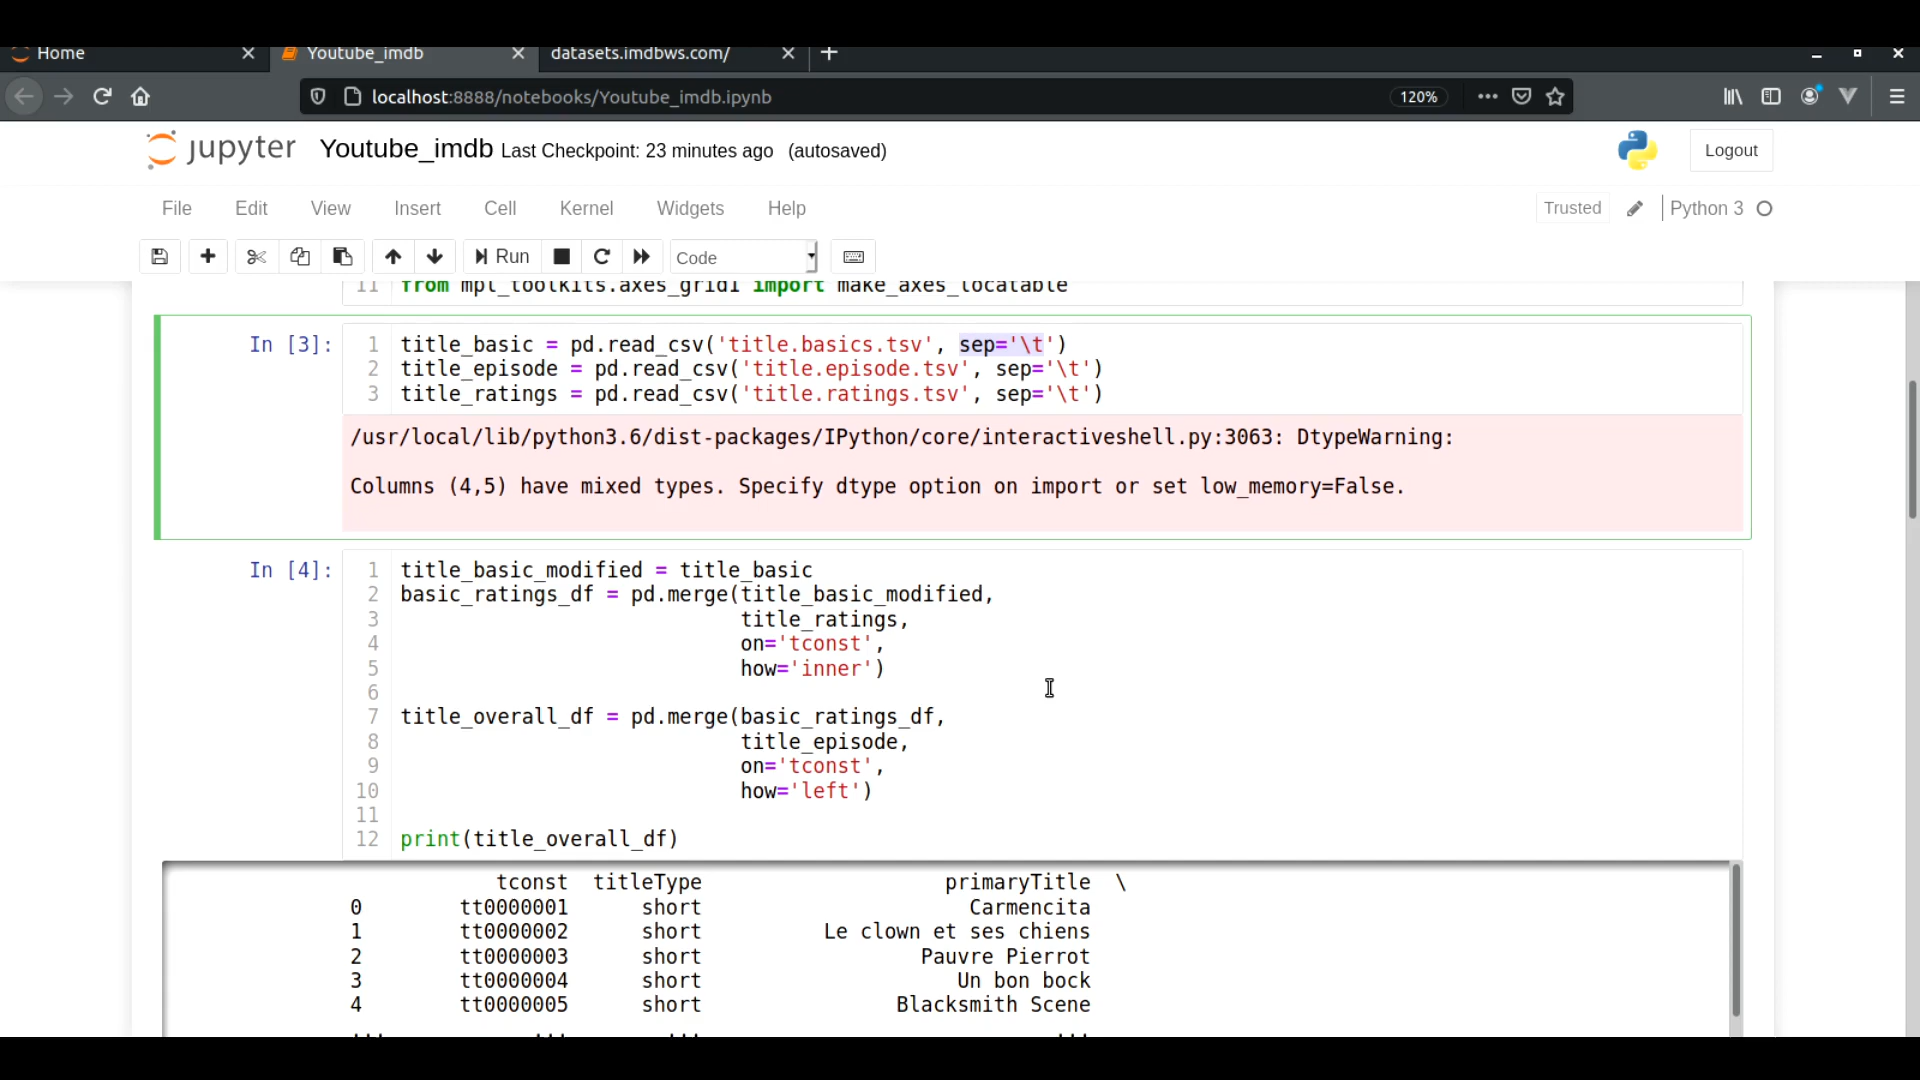 Home
Youtube_imdb
datasets.imdbws.com/
localhost:8888/notebooks/Youtube_imdb.ipynb
120%
jupyter Youtube_imdb Last Checkpoint: 23 minutes ago (autosaved)
Logout
File Edit View Insert Cell Kernel Widgets Help
Trusted
Python 3
Run
Code
11 from mpl_toolkits.axes_grid1 import make_axes_locatable
In [3]:
1 title_basic = pd.read_csv('title.basics.tsv', sep='\t')
2 title_episode = pd.read_csv('title.episode.tsv', sep='\t')
3 title_ratings = pd.read_csv('title.ratings.tsv', sep='\t')
/usr/local/lib/python3.6/dist-packages/IPython/core/interactiveshell.py:3063: DtypeWarning:
Columns (4,5) have mixed types. Specify dtype option on import or set low_memory=False.
In [4]:
1 title_basic_modified = title_basic
2 basic_ratings_df = pd.merge(title_basic_modified,
3 title_ratings,
4 on='tconst',
5 how='inner')
6
7 title_overall_df = pd.merge(basic_ratings_df,
8 title_episode,
9 on='tconst',
10 how='left')
11
12 print(title_overall_df)
tconst titleType primaryTitle \
0 tt0000001 short Carmencita
1 tt0000002 short Le clown et ses chiens
2 tt0000003 short Pauvre Pierrot
3 tt0000004 short Un bon bock
4 tt0000005 short Blacksmith Scene
... ... ... ...